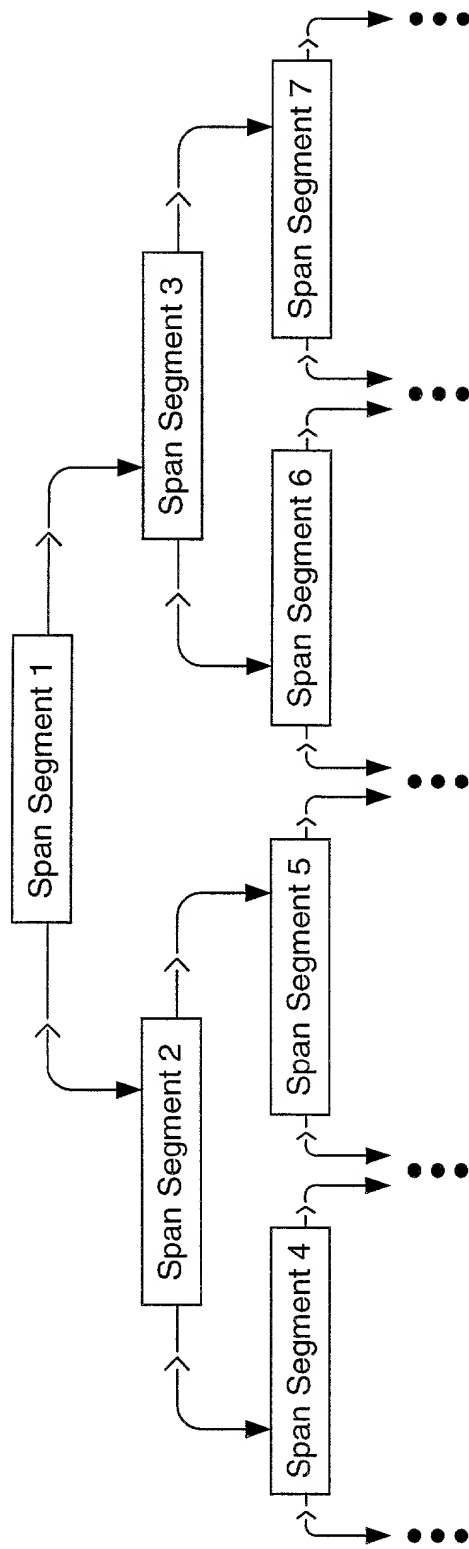 Span Segment 1
Span Segment 2
Span Segment 3
Span Segment 4
Span Segment 5
Span Segment 6
Span Segment 7